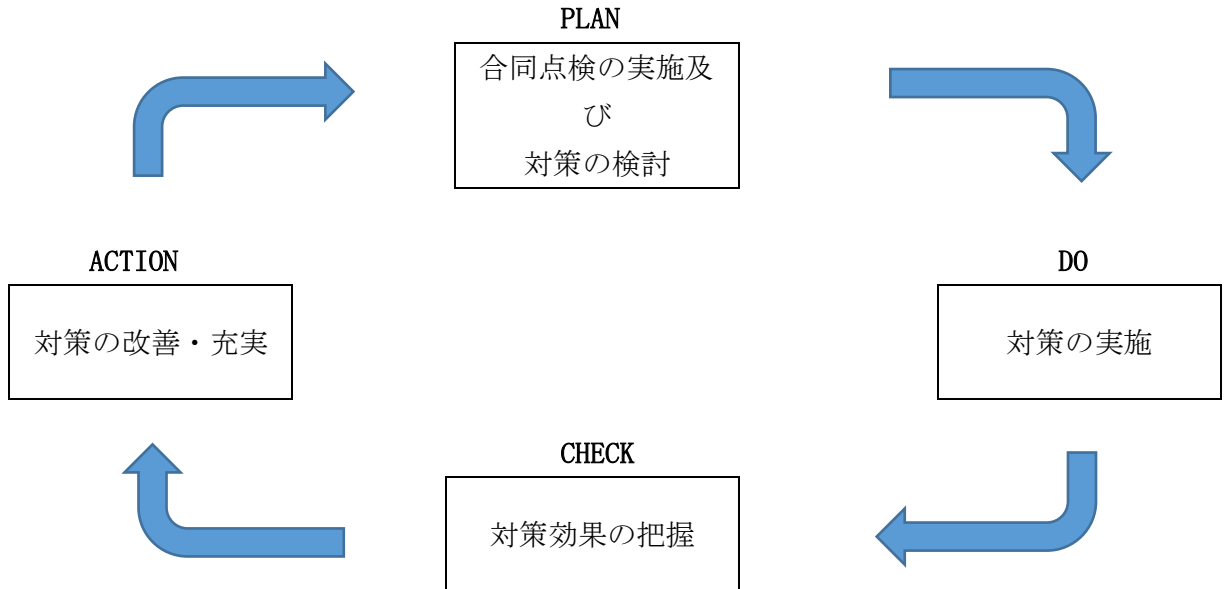 PLAN
合同点検の実施及
び
対策の検討
ACTION
対策の改善・充実
DO
対策の実施
CHECK
対策効果の把握